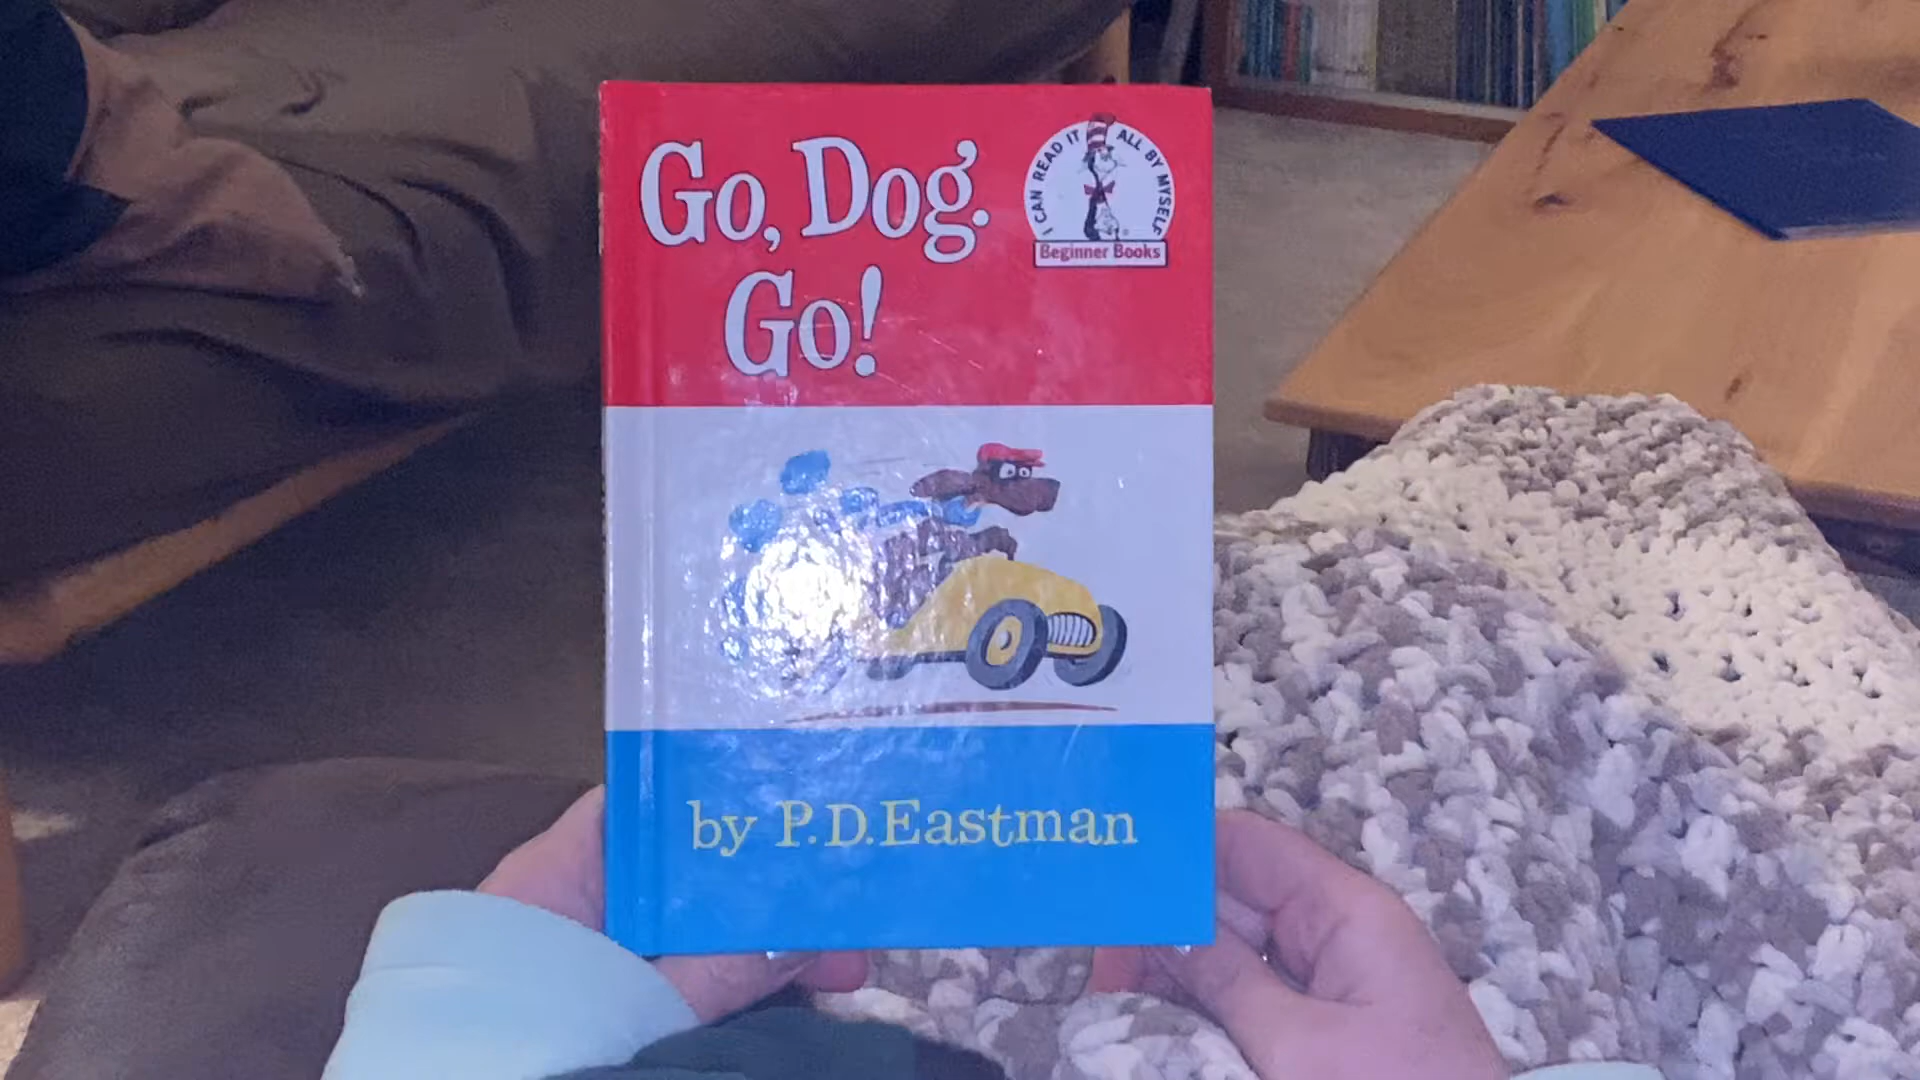 Go, Dog.
Go!
I CAN READ IT ALL BY MYSELF
Beginner Books
by P.D.Eastman